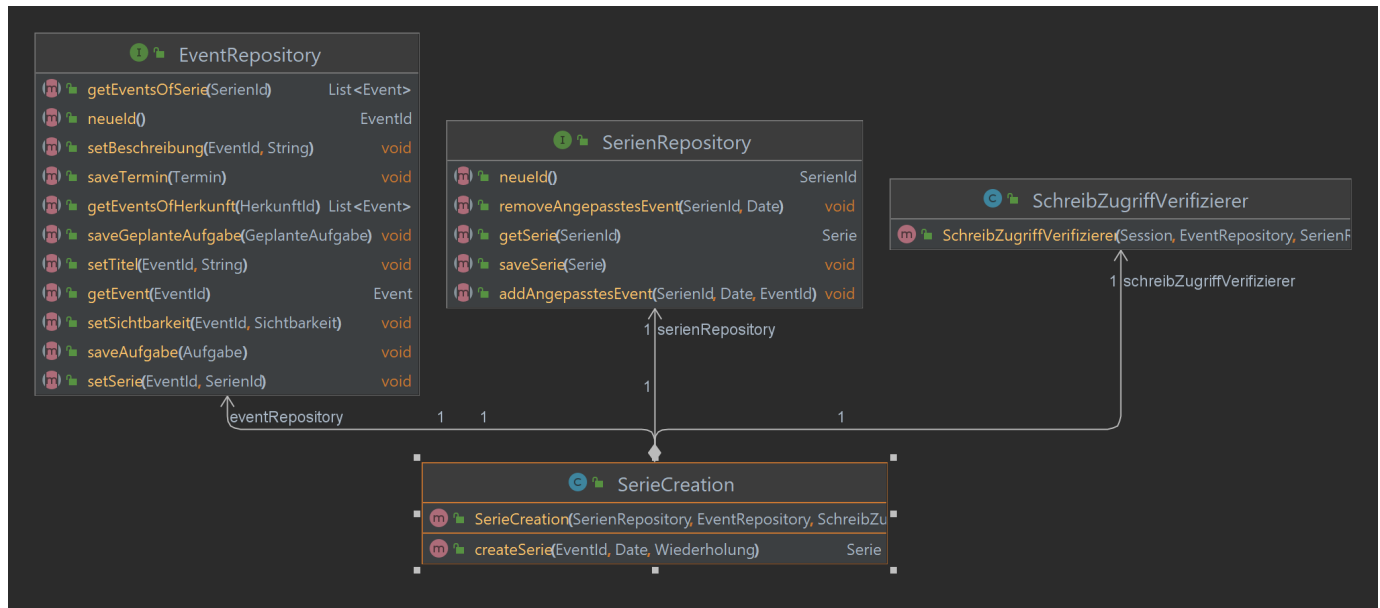 EventRepository
getEventsOfSerie(SerienId) List<Event>
neueId() EventId
setBeschreibung(EventId, String) void
saveTermin(Termin) void
getEventsOfHerkunft(HerkunftId) List<Event>
saveGeplanteAufgabe(GeplanteAufgabe) void
setTitel(EventId, String) void
getEvent(EventId) Event
setSichtbarkeit(EventId, Sichtbarkeit) void
saveAufgabe(Aufgabe) void
setSerie(EventId, SerienId) void
SerienRepository
neueId() SerienId
removeAngepasstesEvent(SerienId, Date) void
getSerie(SerienId) Serie
saveSerie(Serie) void
addAngepasstesEvent(SerienId, Date, EventId) void
SchreibZugriffVerifizierer
SchreibZugriffVerifizierer(Session, EventRepository, SerienR
1 schreibZugriffVerifizierer
1 serienRepository
1
eventRepository 1 1 1
SerieCreation
SerieCreation(SerienRepository, EventRepository, SchreibZu
createSerie(EventId, Date, Wiederholung) Serie